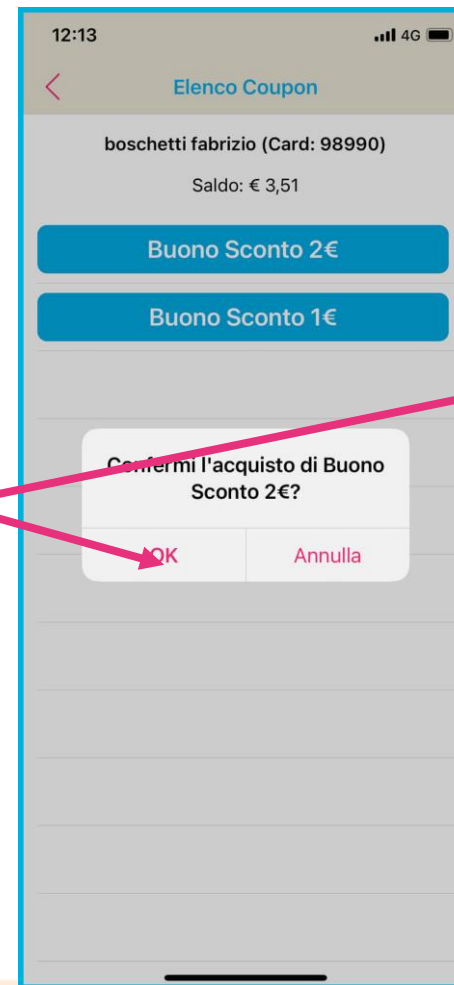 12:13
4G
Elenco Coupon
boschetti fabrizio (Card: 98990)
Saldo: € 3,51
Buono Sconto 2€
Buono Sconto 1€
Confermi l'acquisto di Buono
Sconto 2€?
OK
Annulla